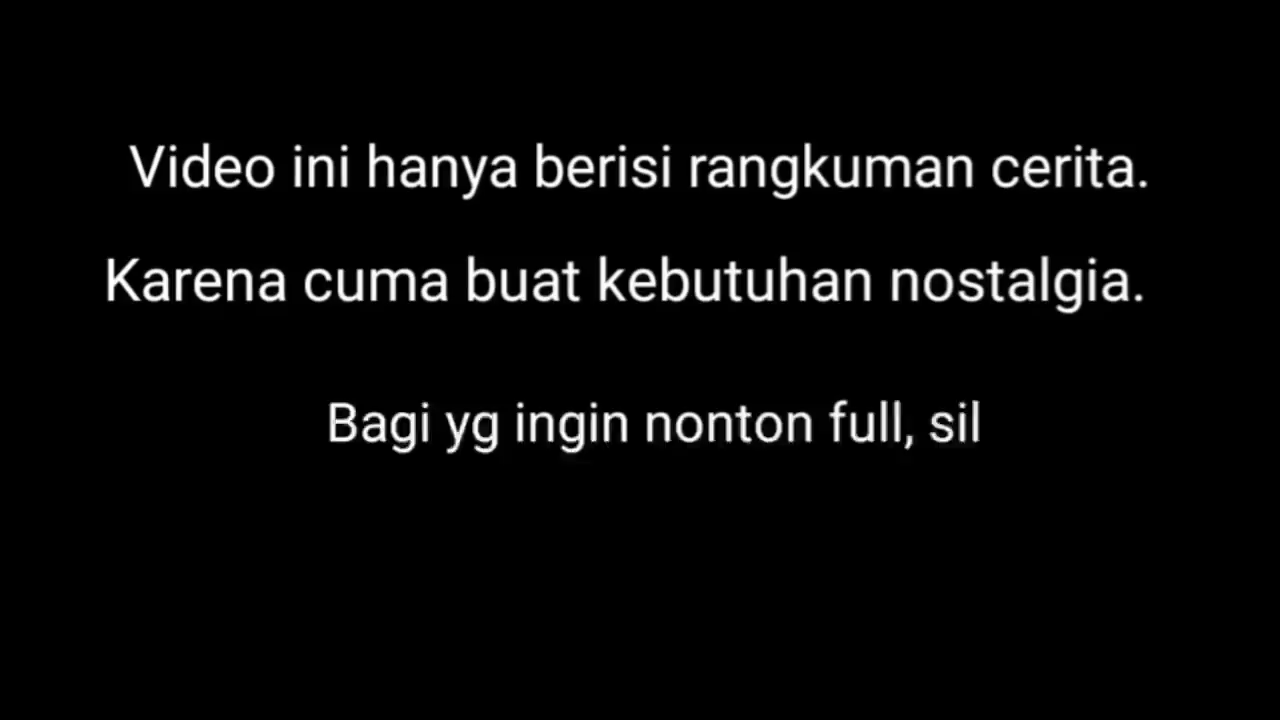 Video ini hanya berisi rangkuman cerita.
Karena cuma buat kebutuhan nostalgia.
Bagi yg ingin nonton full, sil